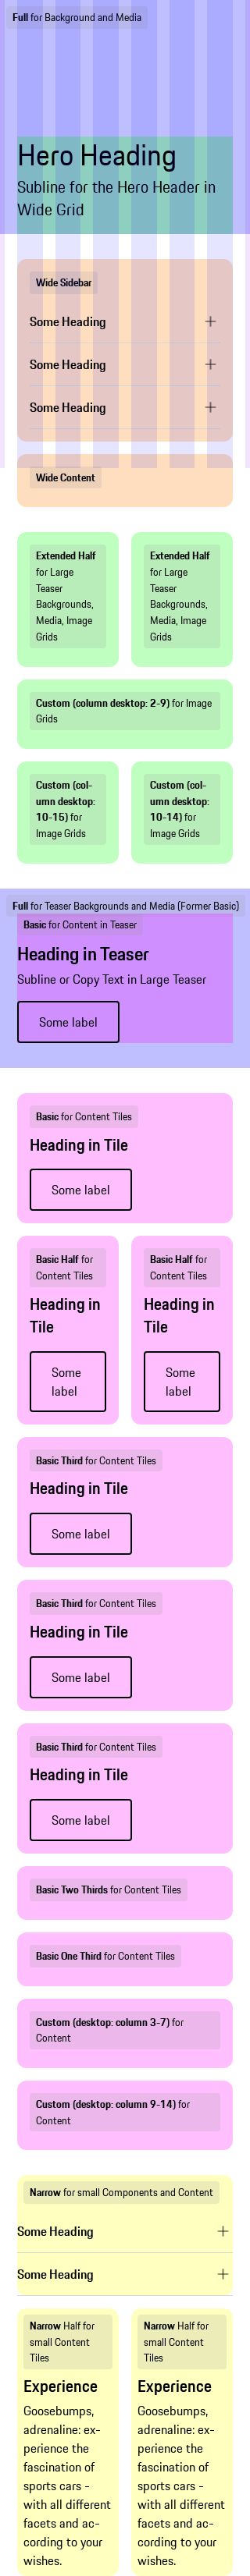 Full for Background and Media
Hero Heading
Subline for the Hero Header in
Wide Grid
Wide Sidebar
Some Heading
Some Heading
Some Heading
Wide Content
Extended Half
for Large
Teaser
Backgrounds,
Media, Image
Grids
Extended Half
for Large
Teaser
Backgrounds,
Media, Image
Grids
Custom (column desktop: 2-9) for Image
Grids
Custom (col-
umn desktop:
10-15) for
Image Grids
Custom (col-
umn desktop:
10-14) for
Image Grids
Full for Teaser Backgrounds and Media (Former Basic)
Basic for Content in Teaser
Heading in Teaser
Subline or Copy Text in Large Teaser
Some label
Basic for Content Tiles
Heading in Tile
Some label
Basic Half for
Content Tiles
Heading in
Tile
Some
label
Basic Half for
Content Tiles
Heading in
Tile
Some
label
Basic Third for Content Tiles
Heading in Tile
Some label
Basic Third for Content Tiles
Heading in Tile
Some label
Basic Third for Content Tiles
Heading in Tile
Some label
Basic Two Thirds for Content Tiles
Basic One Third for Content Tiles
Custom (desktop: column 3-7) for
Content
Custom (desktop: column 9-14) for
Content
Narrow for small Components and Content
Some Heading
Some Heading
Narrow Half for
small Content
Tiles
Experience
Goosebumps,
adrenaline: ex-
perience the
fascination of
sports cars -
with all different
facets and ac-
cording to your
wishes.
Narrow Half for
small Content
Tiles
Experience
Goosebumps,
adrenaline: ex-
perience the
fascination of
sports cars -
with all different
facets and ac-
cording to your
wishes.